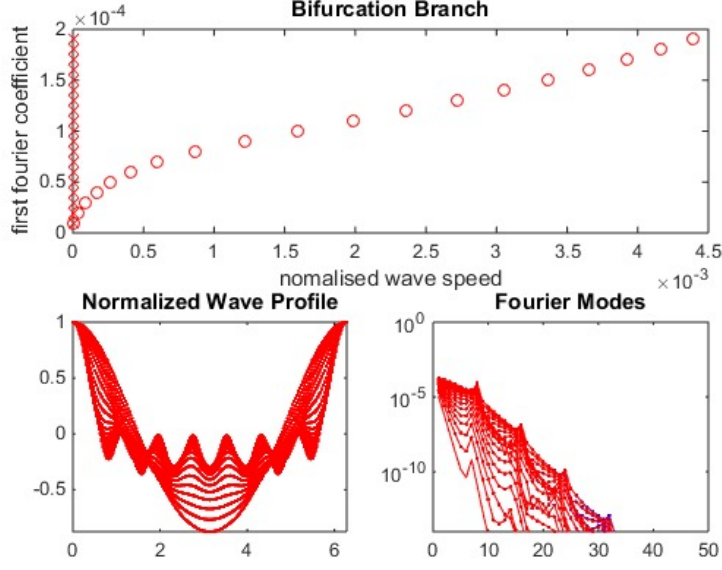 Bifurcation Branch
×10⁻⁴
2
1.5
1
0.5
0
first fourier coefficient
0 0.5 1 1.5 2 2.5 3 3.5 4 4.5
nomalised wave speed
×10⁻³
Normalized Wave Profile
1
0.5
0
-0.5
0 2 4 6
Fourier Modes
10⁰
10⁻⁵
10⁻¹⁰
0 10 20 30 40 50